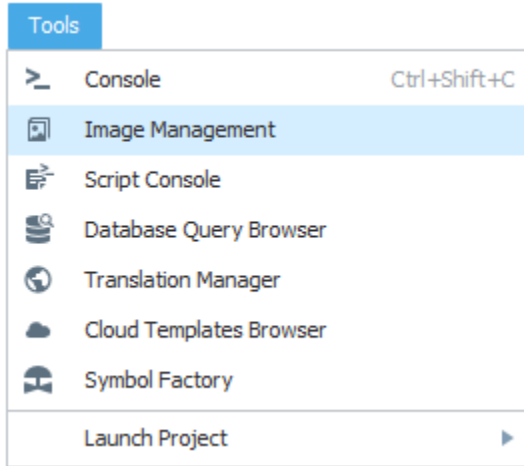 Tools
Console Ctrl+Shift+C
Image Management
Script Console
Database Query Browser
Translation Manager
Cloud Templates Browser
Symbol Factory
Launch Project